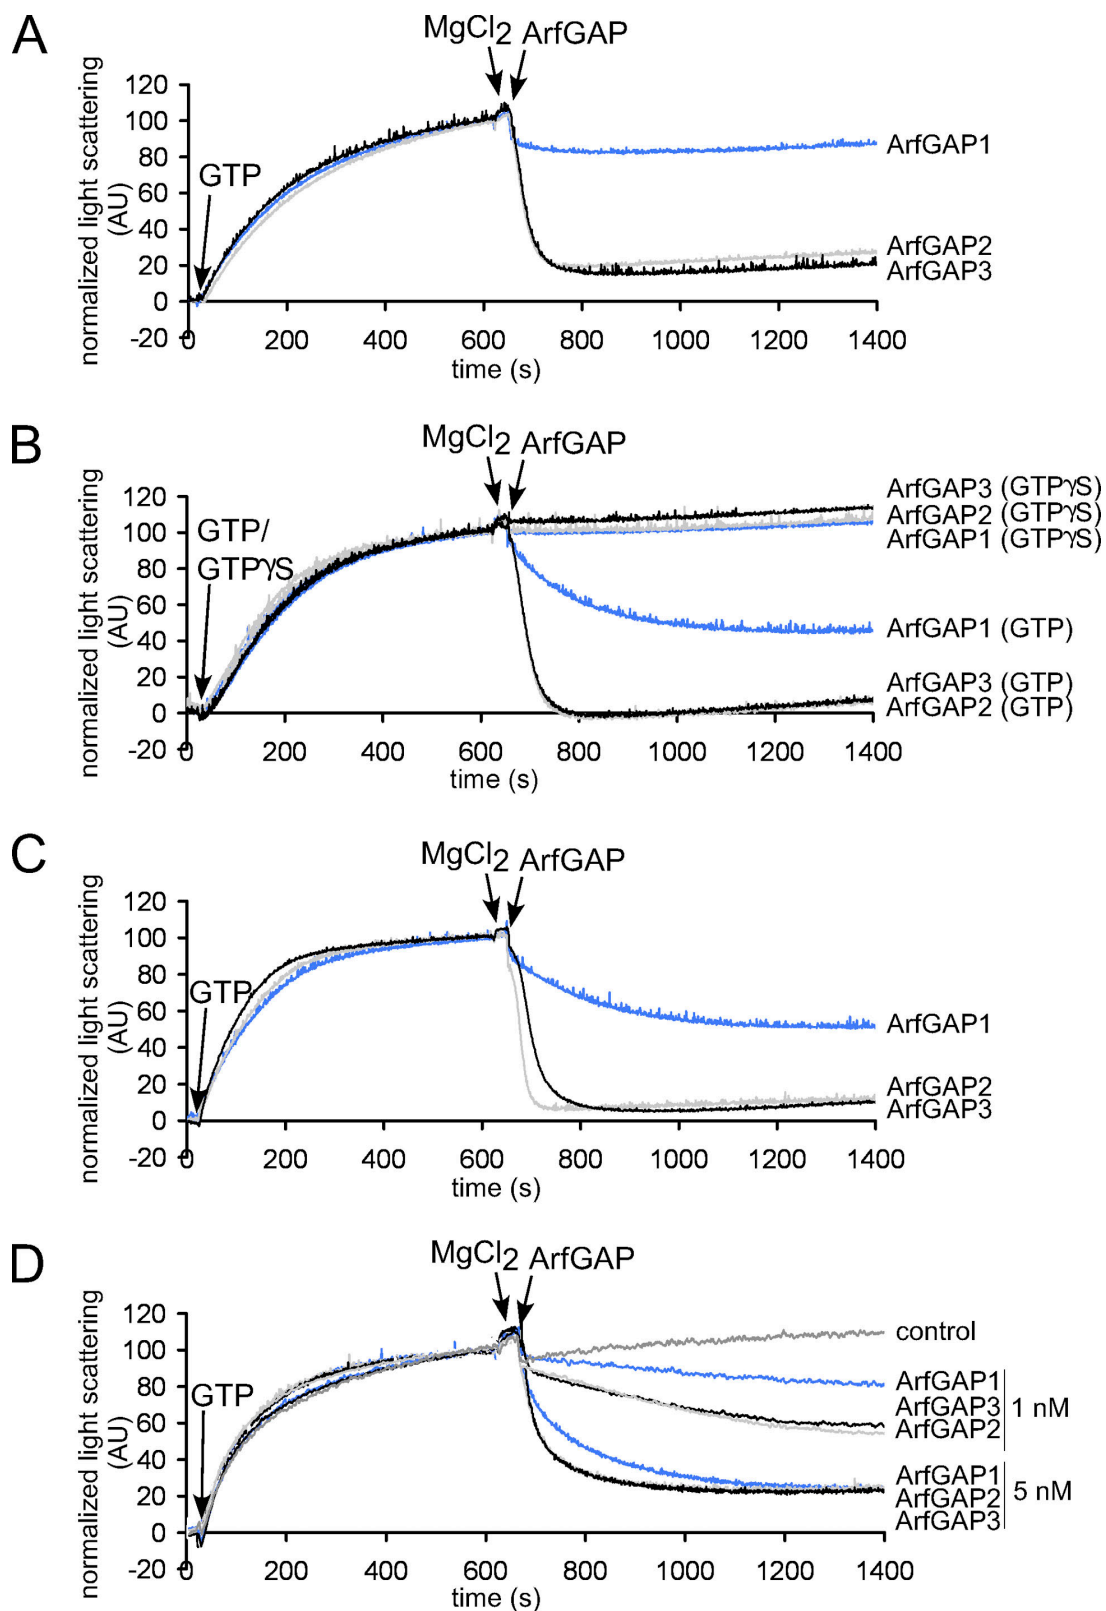 A
MgCl2 ArfGAP
normalized light scattering
(AU)
120
100
80
60
40
20
0
-20
GTP
ArfGAP1
ArfGAP2
ArfGAP3
0 200 400 600 800 1000 1200 1400
time (s)
B
MgCl2 ArfGAP
normalized light scattering
(AU)
120
100
80
60
40
20
0
-20
GTP/
GTPγS
ArfGAP3 (GTPγS)
ArfGAP2 (GTPγS)
ArfGAP1 (GTPγS)
ArfGAP1 (GTP)
ArfGAP3 (GTP)
ArfGAP2 (GTP)
0 200 400 600 800 1000 1200 1400
time (s)
C
MgCl2 ArfGAP
normalized light scattering
(AU)
120
100
80
60
40
20
0
-20
GTP
ArfGAP1
ArfGAP2
ArfGAP3
0 200 400 600 800 1000 1200 1400
time (s)
D
MgCl2 ArfGAP
normalized light scattering
(AU)
120
100
80
60
40
20
0
-20
GTP
control
ArfGAP1
ArfGAP3
ArfGAP2
1 nM
ArfGAP1
ArfGAP2
ArfGAP3
5 nM
0 200 400 600 800 1000 1200 1400
time (s)